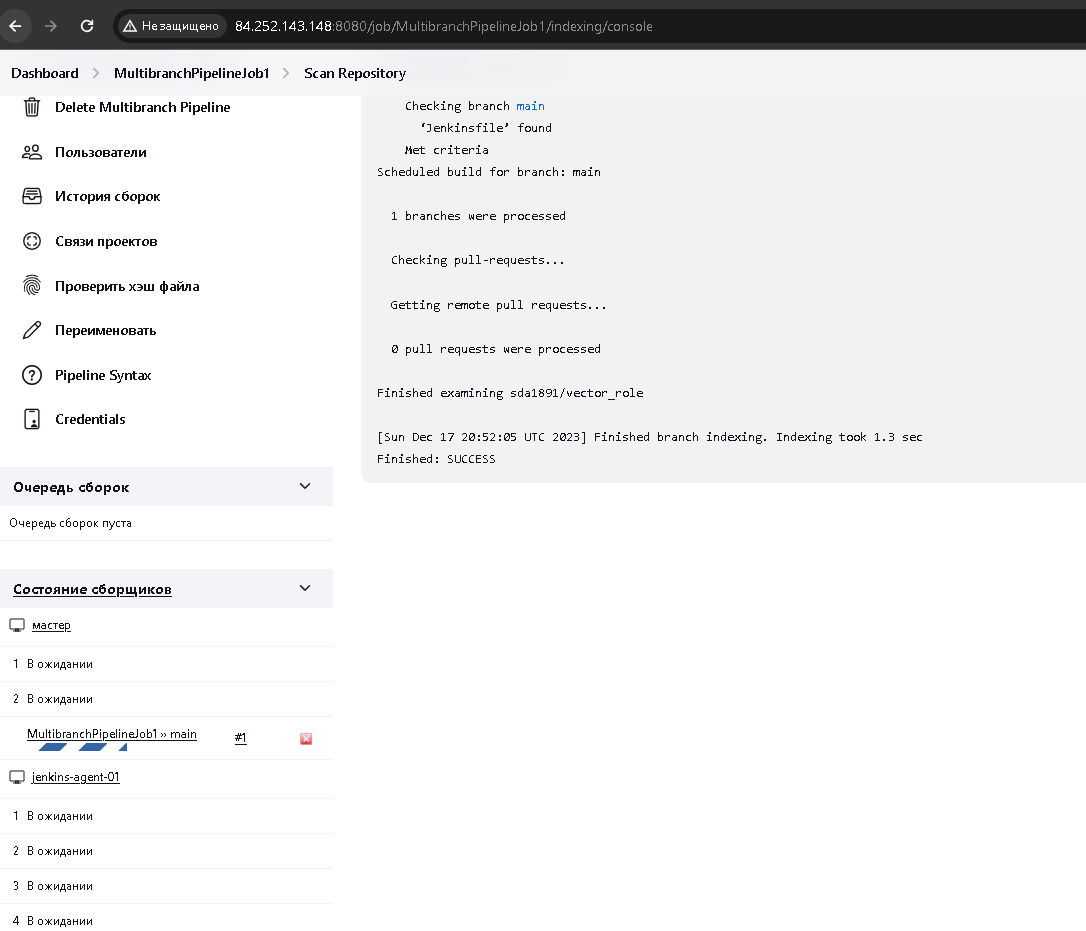 Не защищено 84.252.143.148:8080/job/MultibranchPipelineJob1/indexing/console
Dashboard MultibranchPipelineJob1 Scan Repository
Delete Multibranch Pipeline
Пользователи
История сборок
Связи проектов
Проверить хэш файла
Переименовать
Pipeline Syntax
Credentials
Очередь сборок
Очередь сборок пуста
Состояние сборщиков
мастер
1 В ожидании
2 В ожидании
MultibranchPipelineJob1 » main #1
jenkins-agent-01
1 В ожидании
2 В ожидании
3 В ожидании
4 В ожидании
Checking branch main
‘Jenkinsfile’ found
Met criteria
Scheduled build for branch: main
1 branches were processed
Checking pull-requests...
Getting remote pull requests...
0 pull requests were processed
Finished examining sda1891/vector_role
[Sun Dec 17 20:52:05 UTC 2023] Finished branch indexing. Indexing took 1.3 sec
Finished: SUCCESS